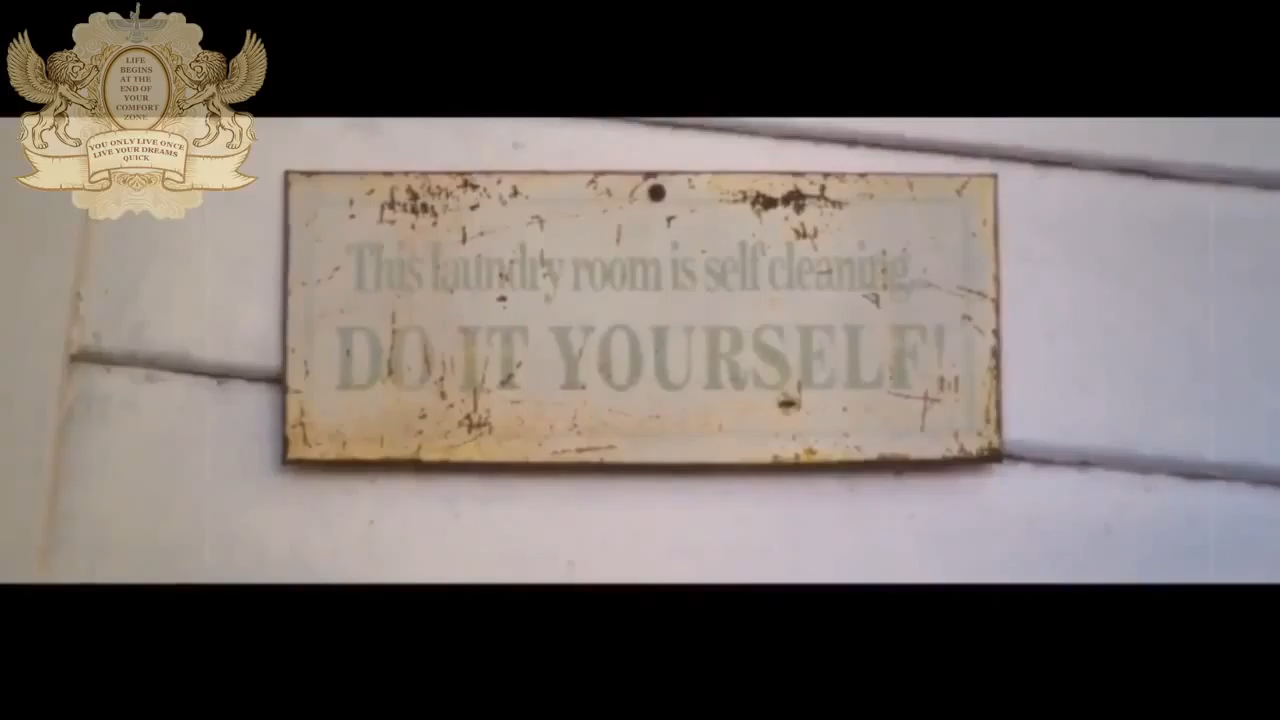 LIFE
BEGINS
AT THE
END OF
YOUR
COMFORT
ZONE
YOU ONLY LIVE ONCE
LIVE YOUR DREAMS
QUICK
This laundry room is self cleaning...
DO IT YOURSELF!